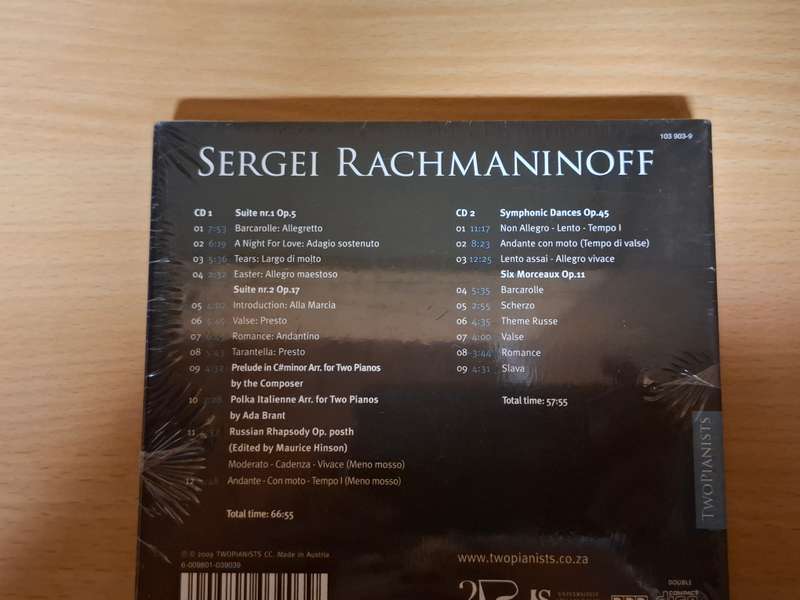 103 903-9
SERGEI RACHMANINOFF
CD 1 Suite nr.1 Op.5
01 7:53 Barcarolle: Allegretto
02 6:19 A Night For Love: Adagio sostenuto
03 5:36 Tears: Largo di molto
04 2:32 Easter: Allegro maestoso
Suite nr.2 Op.17
05 Introduction: Alla Marcia
06 Valse: Presto
07 Romance: Andantino
08 5:43 Tarantella: Presto
09 4:32 Prelude in C#minor Arr. for Two Pianos
by the Composer
10 Polka Italienne Arr. for Two Pianos
by Ada Brant
11 Russian Rhapsody Op. posth
(Edited by Maurice Hinson)
Moderato - Cadenza - Vivace (Meno mosso)
12 Andante - Con moto - Tempo I (Meno mosso)
Total time: 66:55
CD 2 Symphonic Dances Op.45
01 11:17 Non Allegro - Lento - Tempo I
02 8:23 Andante con moto (Tempo di valse)
03 12:25 Lento assai - Allegro vivace
Six Morceaux Op.11
04 5:35 Barcarolle
05 2:55 Scherzo
06 4:35 Theme Russe
07 4:00 Valse
08 3:44 Romance
09 4:31 Slava
Total time: 57:55
TWOPIANISTS
℗ © 2009 TWOPIANISTS CC. Made in Austria
6-009801-039039
www.twopianists.co.za
DOUBLE